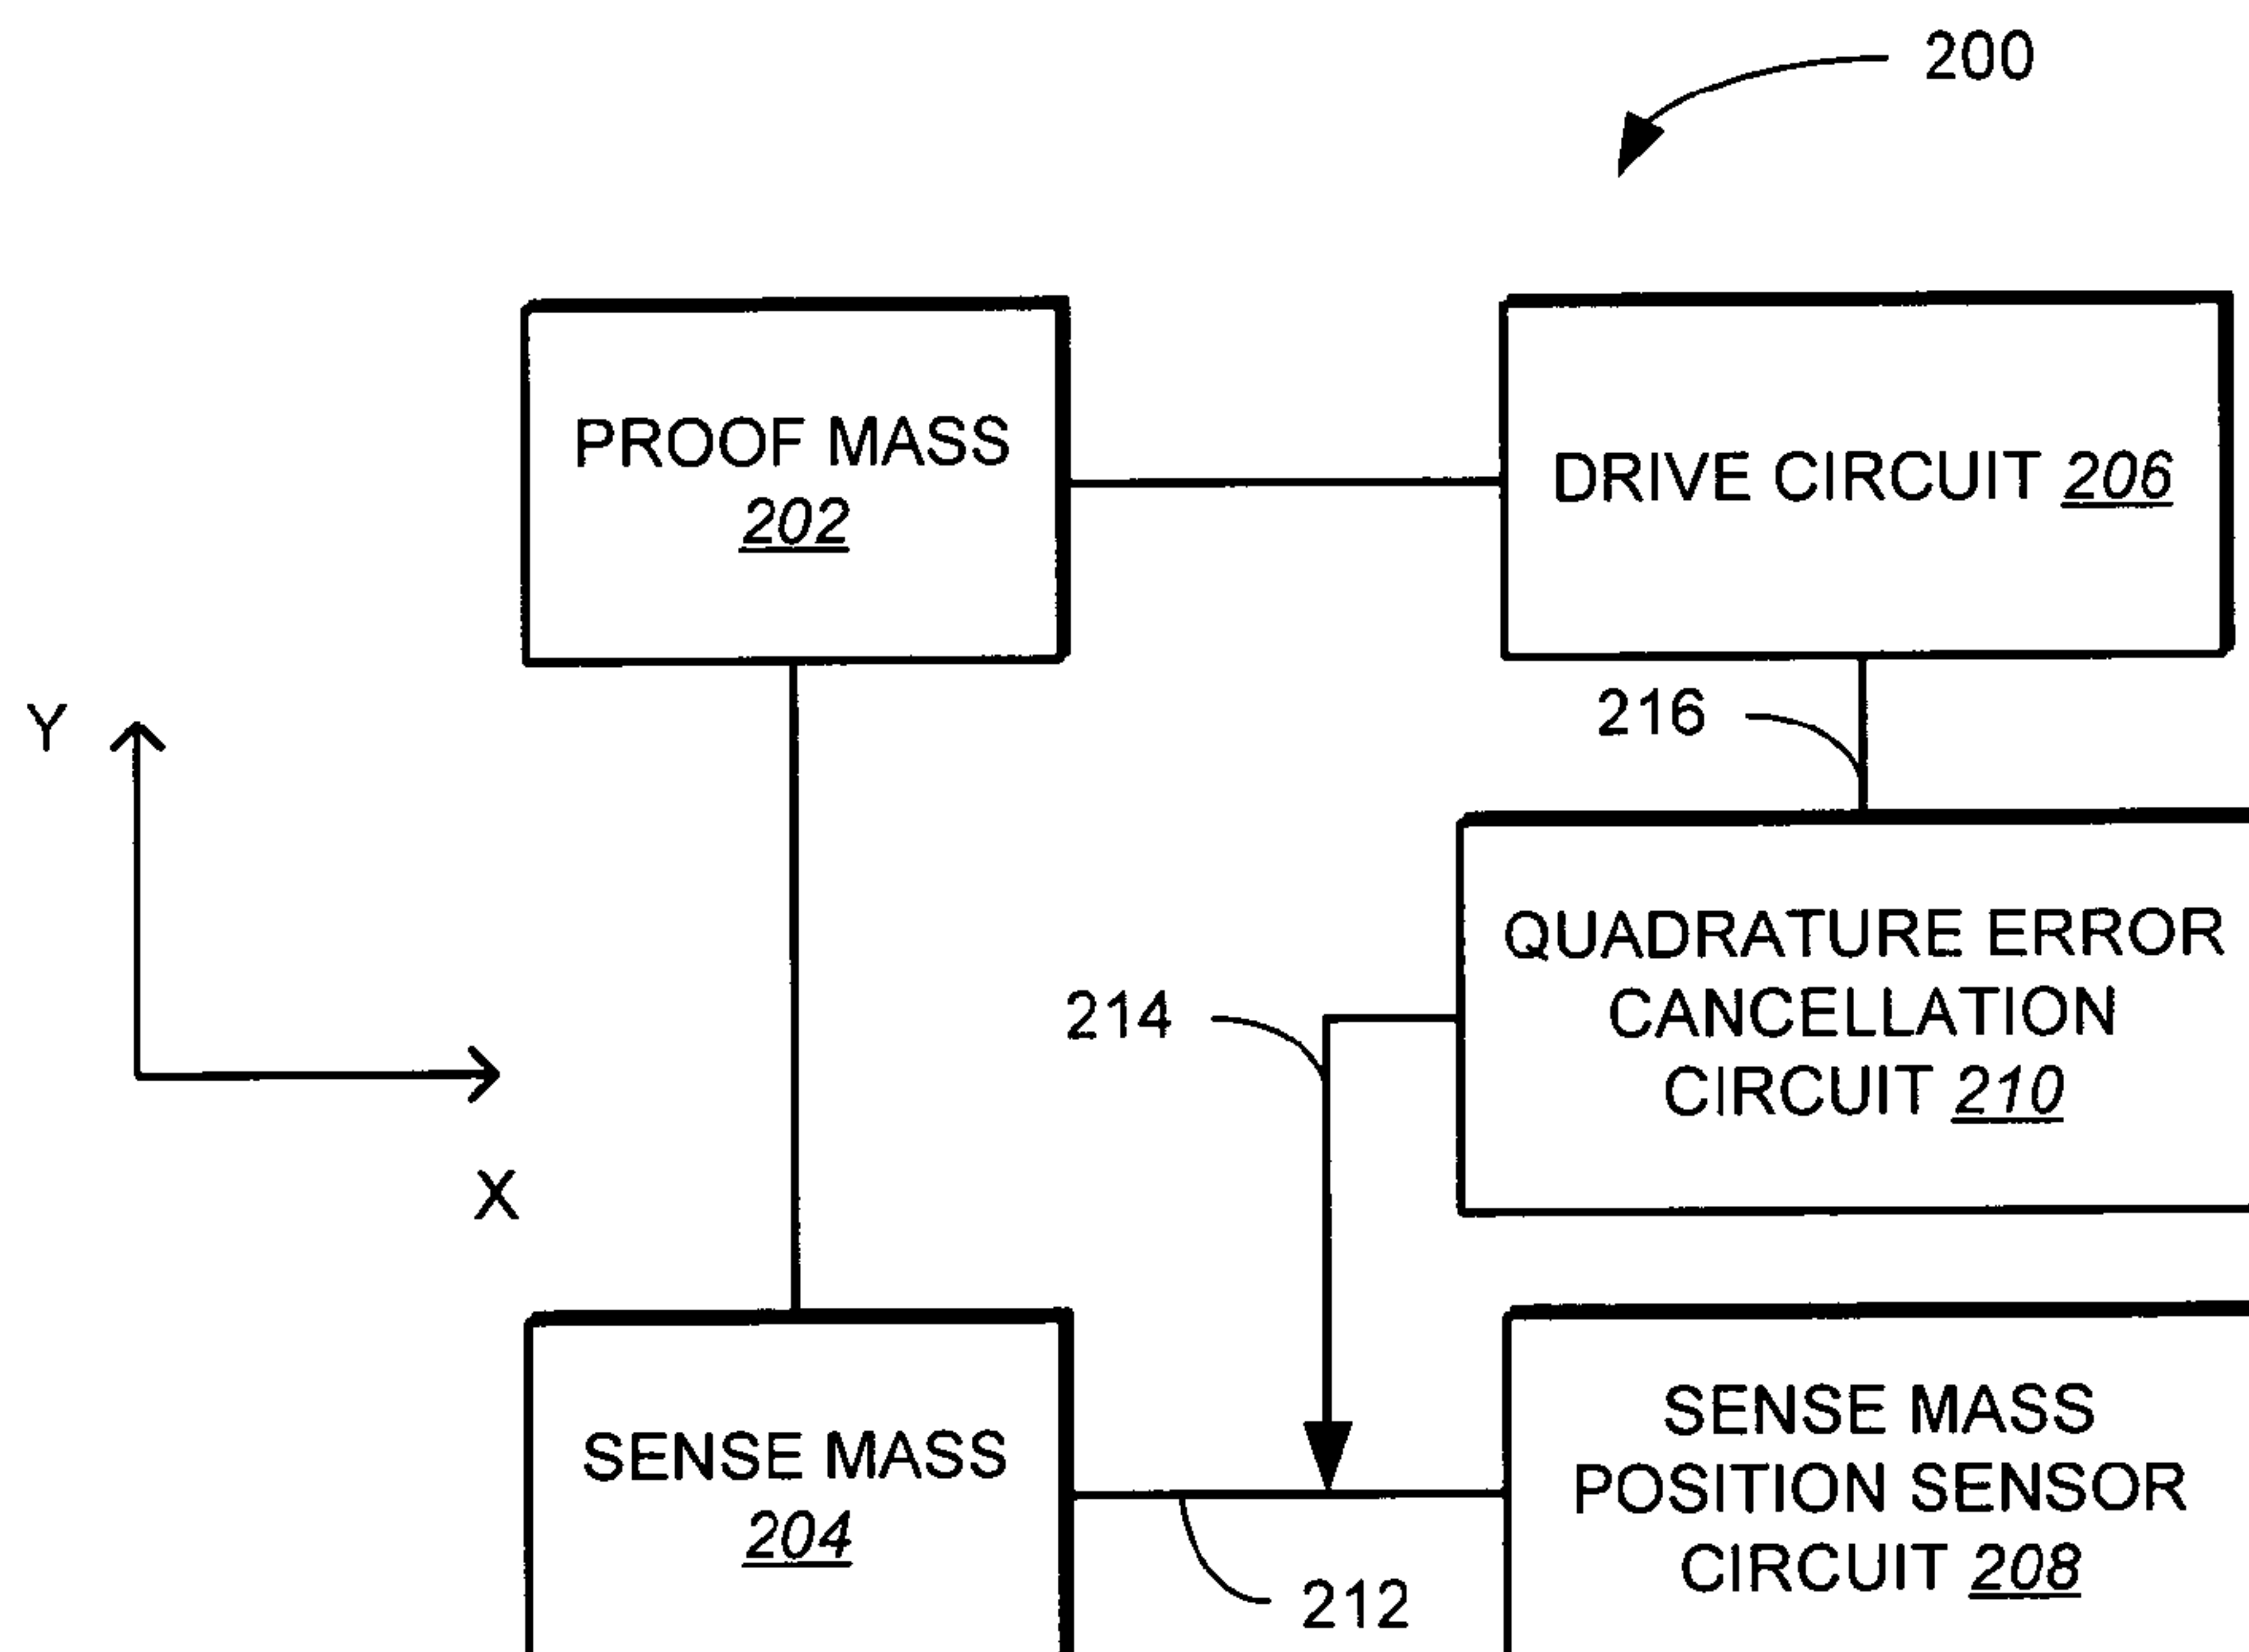 200
PROOF MASS
202
DRIVE CIRCUIT 206
216
Y
QUADRATURE ERROR
CANCELLATION
CIRCUIT 210
214
X
SENSE MASS
204
SENSE MASS
POSITION SENSOR
CIRCUIT 208
212